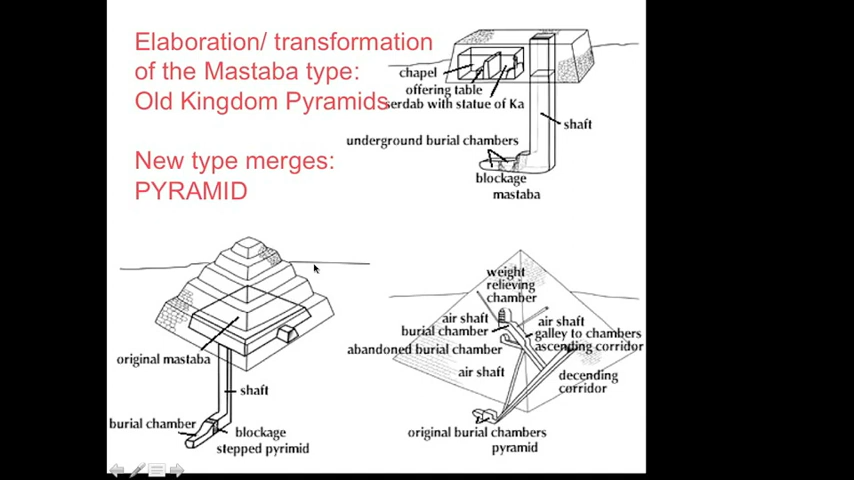 Elaboration/ transformation
of the Mastaba type:
Old Kingdom Pyramids
New type merges:
PYRAMID
chapel
offering table
serdab with statue of Ka
shaft
underground burial chambers
blockage
mastaba
original mastaba
shaft
burial chamber
blockage
stepped pyrimid
weight
relieving
chamber
air shaft
burial chamber
air shaft
galley to chambers
abandoned burial chamber
ascending corridor
air shaft
decending
corridor
original burial chambers
pyramid